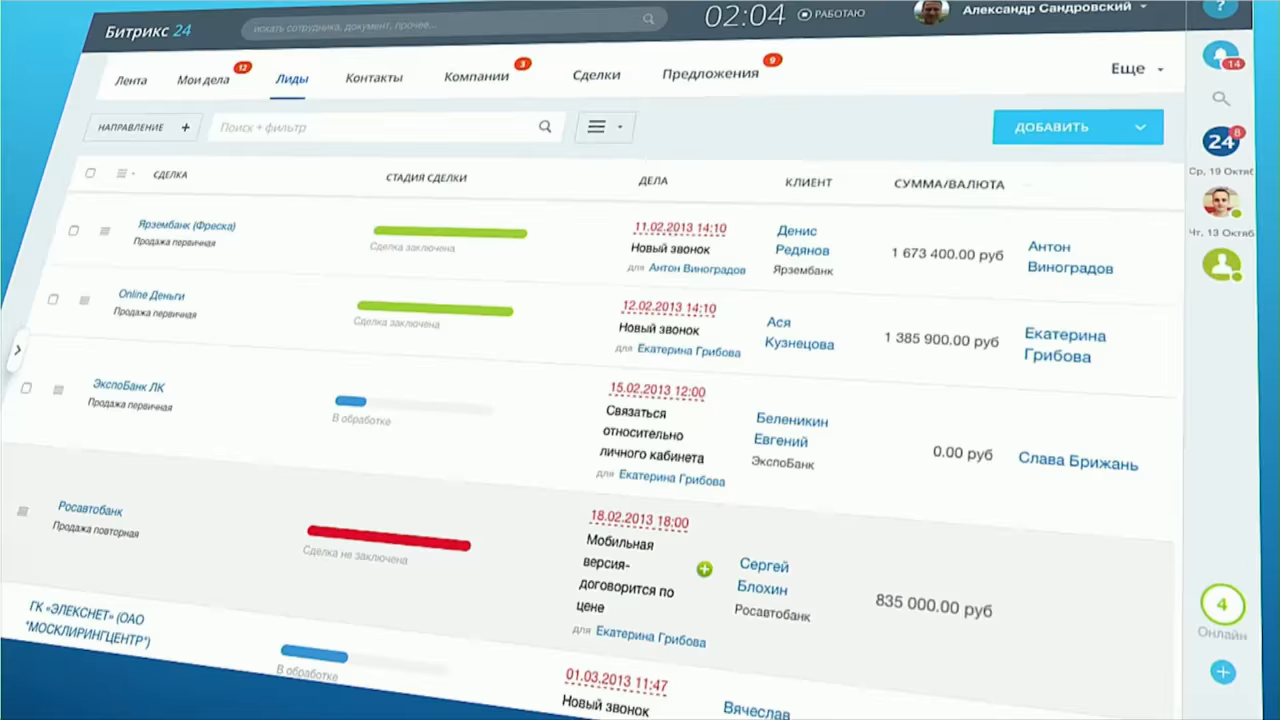 Битрикс 24
искать сотрудника, документ, прочее...
02:04
РАБОТАЮ
Александр Сандровский
?
Лента
Мои дела 12
Лиды
Контакты
Компании 3
Сделки
Предложения 9
Еще
14
НАПРАВЛЕНИЕ +
Поиск + фильтр
ДОБАВИТЬ
24 8
Ср, 19 Октяб
Чт, 13 Октяб
СДЕЛКА
СТАДИЯ СДЕЛКИ
ДЕЛА
КЛИЕНТ
СУММА/ВАЛЮТА
Ярзембанк (Фреска)
Продажа первичная
Сделка заключена
11.02.2013 14:10
Новый звонок
для Антон Виноградов
Денис
Редянов
Ярзембанк
1 673 400.00 руб
Антон
Виноградов
Online Деньги
Продажа первичная
Сделка заключена
12.02.2013 14:10
Новый звонок
для Екатерина Грибова
Ася
Кузнецова
1 385 900.00 руб
Екатерина
Грибова
ЭкспоБанк ЛК
Продажа первичная
В обработке
15.02.2013 12:00
Связаться
относительно
личного кабинета
для Екатерина Грибова
Беленикин
Евгений
ЭкспоБанк
0.00 руб
Слава Брижань
Росавтобанк
Продажа повторная
Сделка не заключена
18.02.2013 18:00
Мобильная
версия-
договорится по
цене
для Екатерина Грибова
Сергей
Блохин
Росавтобанк
835 000.00 руб
ГК «ЭЛЕКСНЕТ» (ОАО
"МОСКЛИРИНГЦЕНТР")
В обработке
01.03.2013 11:47
Новый звонок
Вячеслав
4
Онлайн
+